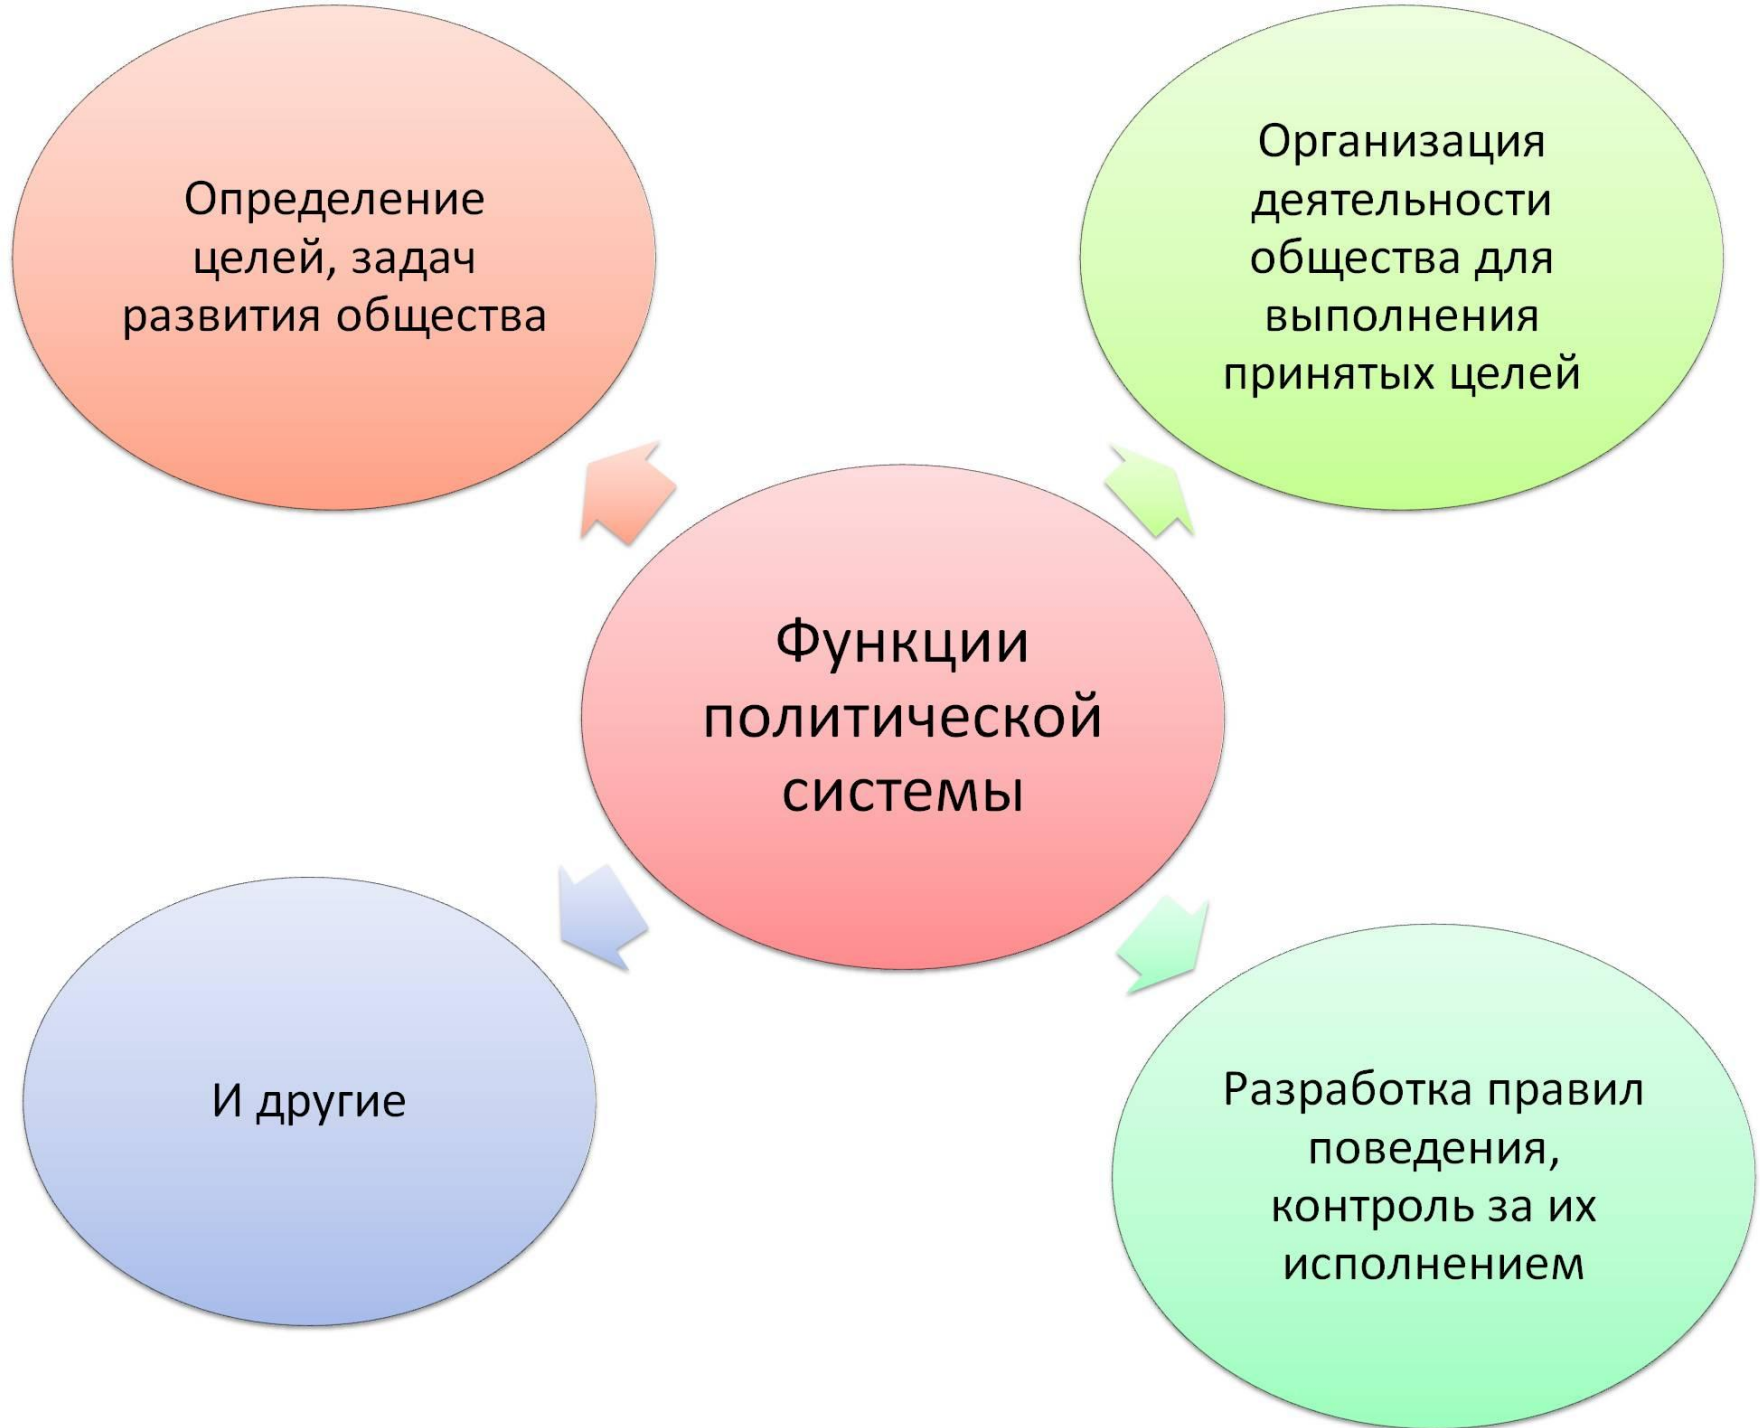 Определение
целей, задач
развития общества
Организация
деятельности
общества для
выполнения
принятых целей
Функции
политической
системы
И другие
Разработка правил
поведения,
контроль за их
исполнением